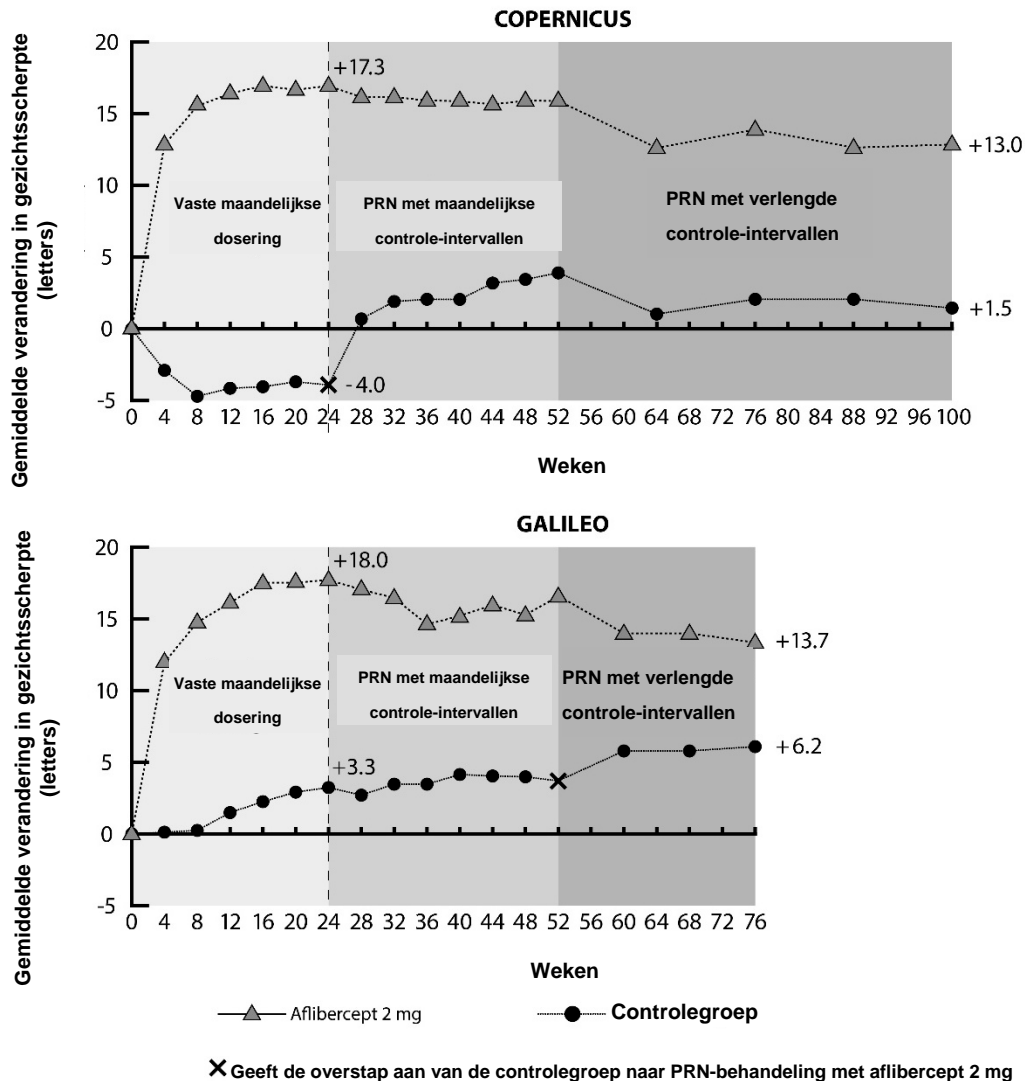 COPERNICUS
Gemiddelde verandering in gezichtsscherpte
(letters)
20
15
10
5
0
-5
+17.3
+13.0
Vaste maandelijkse
dosering
PRN met maandelijkse
controle-intervallen
PRN met verlengde
controle-intervallen
-4.0
+1.5
0 4 8 12 16 20 24 28 32 36 40 44 48 52 56 60 64 68 72 76 80 84 88 92 96 100
Weken
GALILEO
Gemiddelde verandering in gezichtsscherpte
(letters)
20
15
10
5
0
-5
+18.0
+13.7
Vaste maandelijkse
dosering
PRN met maandelijkse
controle-intervallen
PRN met verlengde
controle-intervallen
+3.3
+6.2
0 4 8 12 16 20 24 28 32 36 40 44 48 52 56 60 64 68 72 76
Weken
Aflibercept 2 mg
Controlegroep
X Geeft de overstap aan van de controlegroep naar PRN-behandeling met aflibercept 2 mg